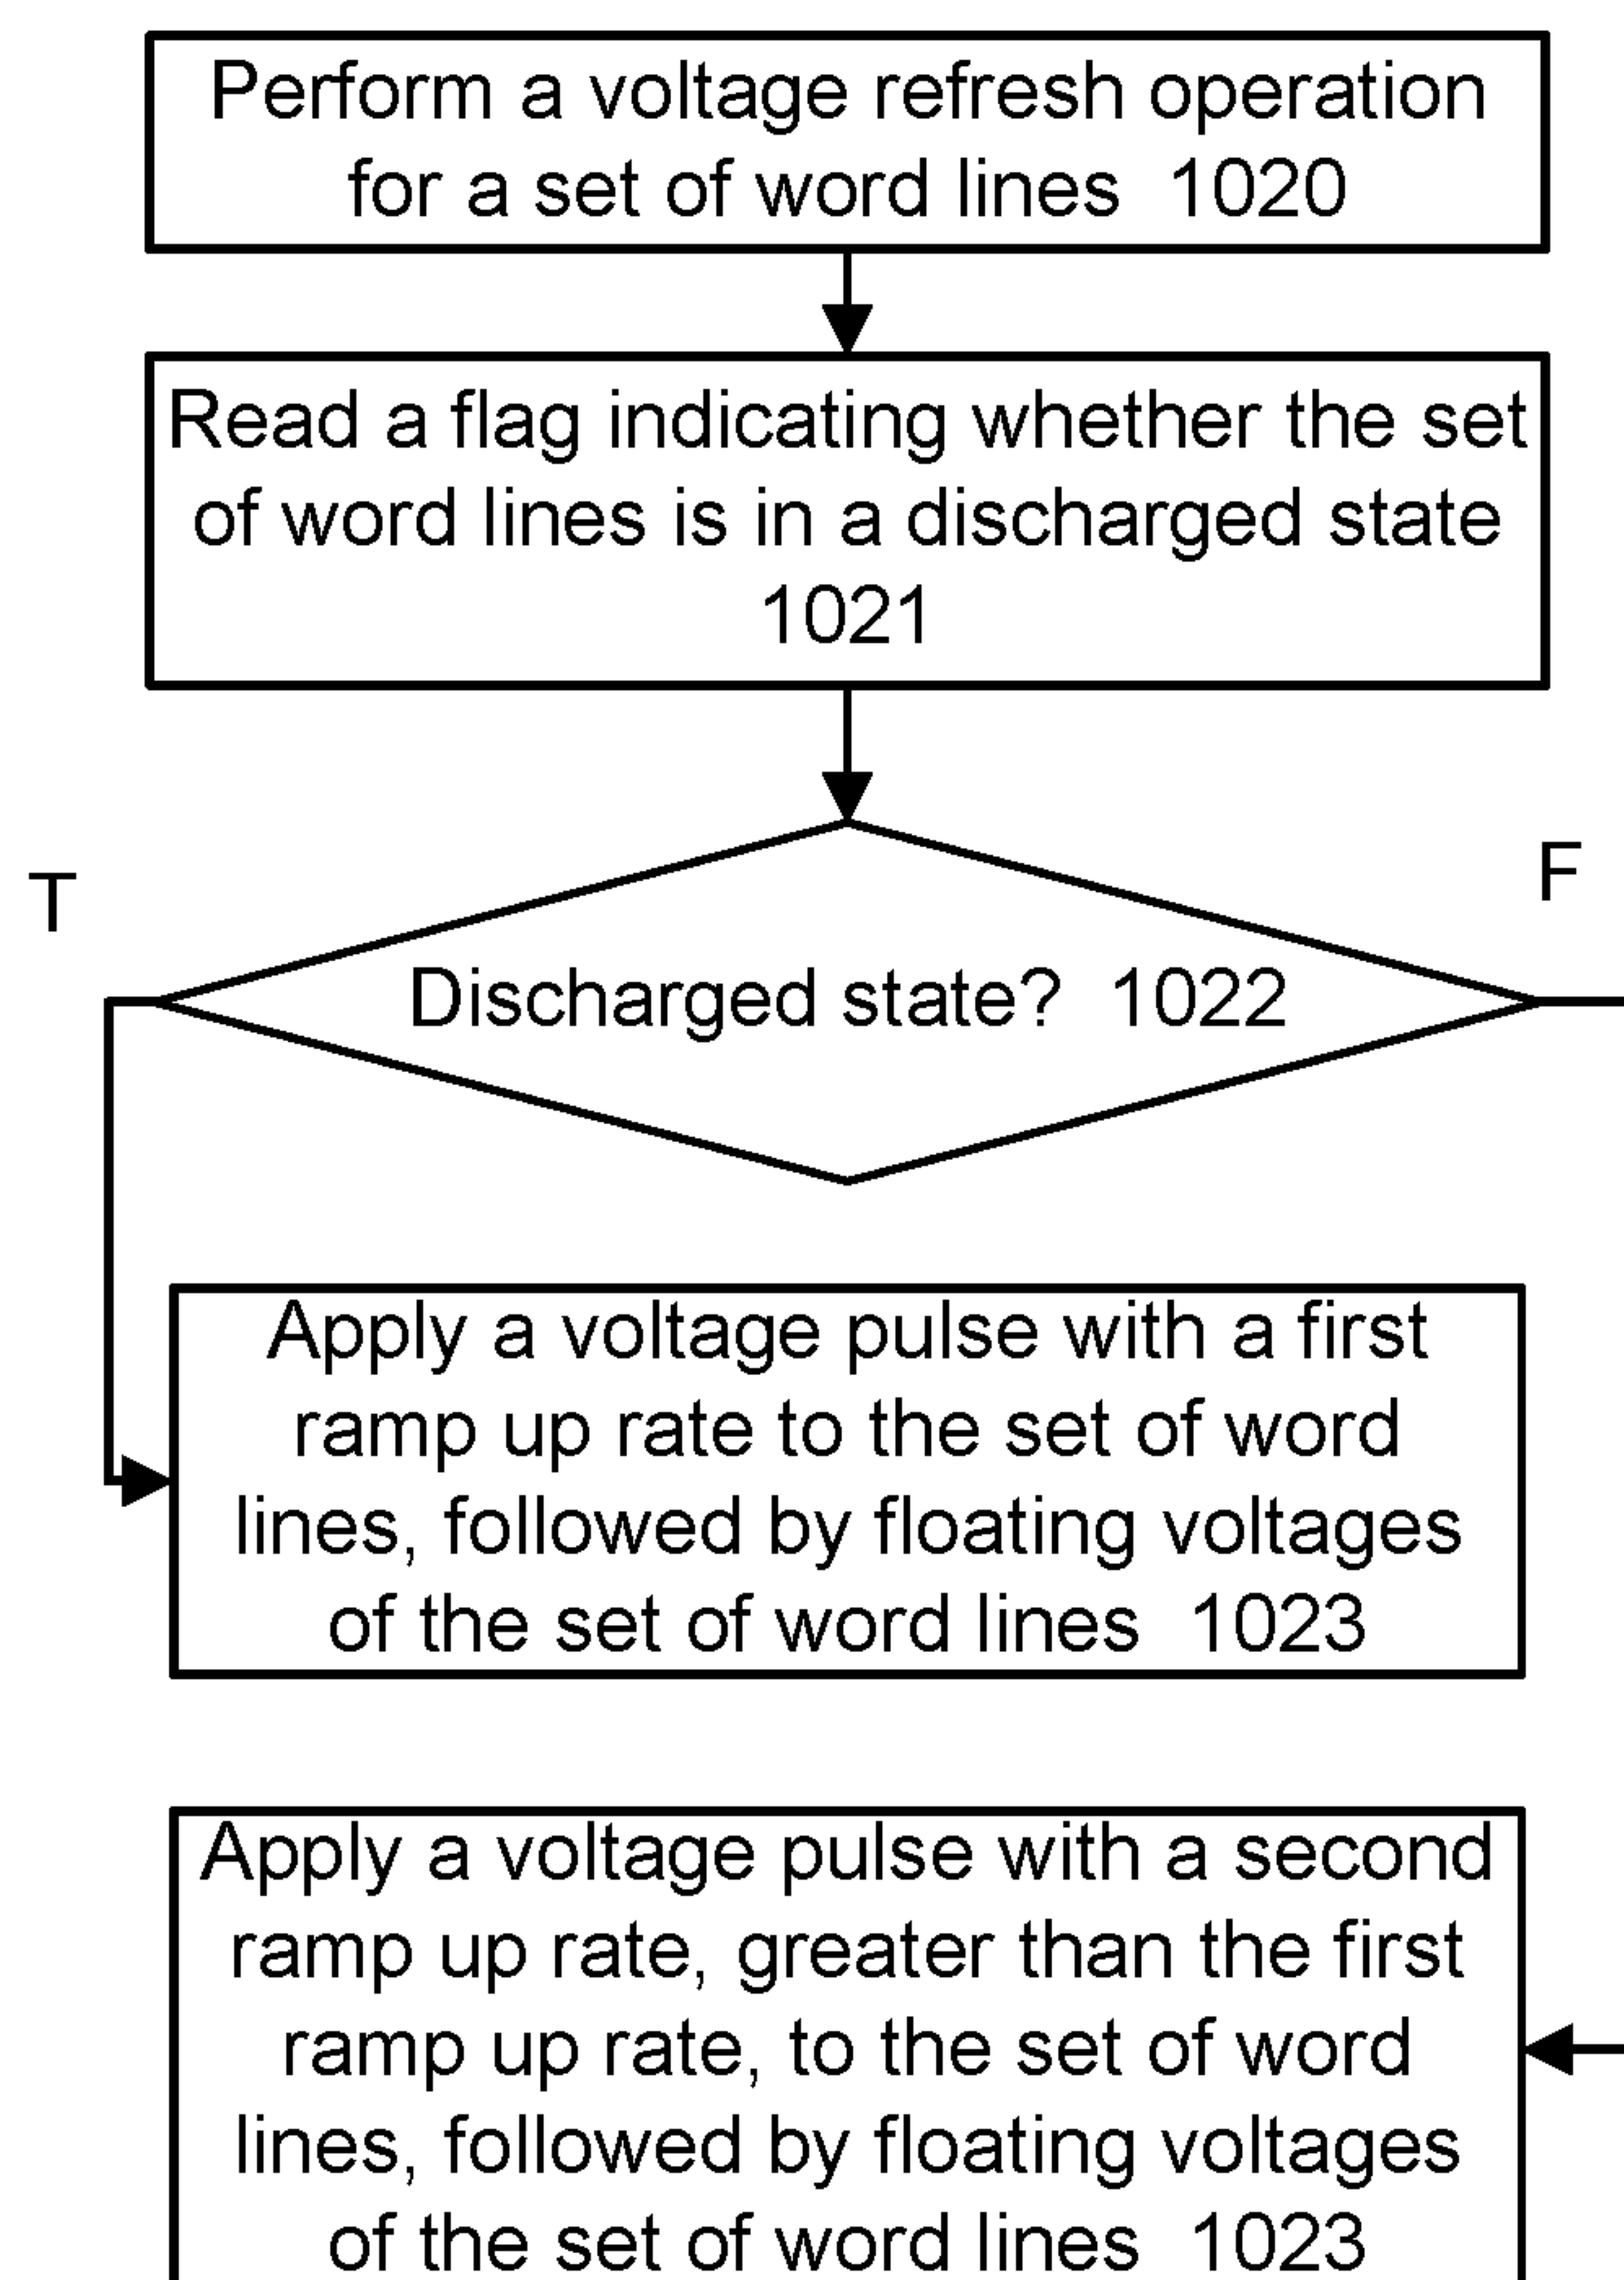 Perform a voltage refresh operation
for a set of word lines 1020
Read a flag indicating whether the set
of word lines is in a discharged state
1021
T
F
Discharged state? 1022
Apply a voltage pulse with a first
ramp up rate to the set of word
lines, followed by floating voltages
of the set of word lines 1023
Apply a voltage pulse with a second
ramp up rate, greater than the first
ramp up rate, to the set of word
lines, followed by floating voltages
of the set of word lines 1023